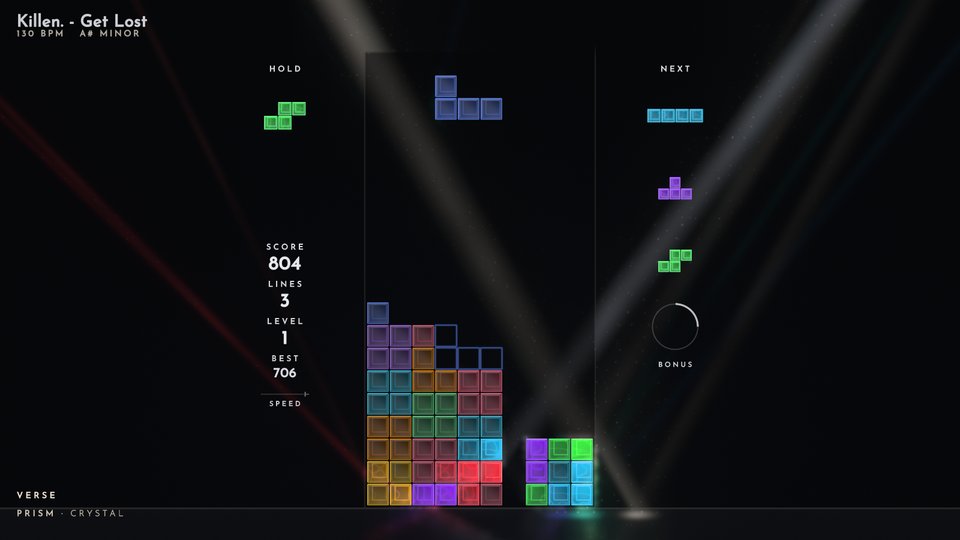 Killen. - Get Lost
130 BPM A# MINOR
HOLD
NEXT
SCORE
804
LINES
3
LEVEL
1
BEST
706
SPEED
BONUS
VERSE
PRISM · CRYSTAL